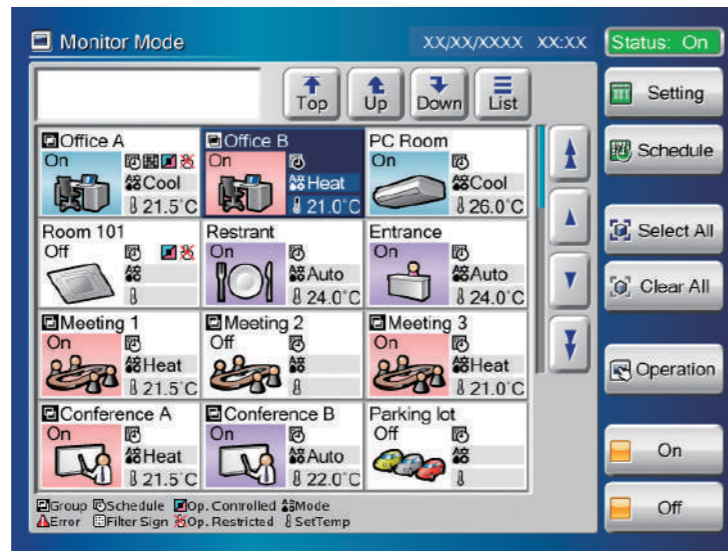 Monitor Mode XX/XX/XXXX XX:XX Status: On
Top Up Down List Setting
Schedule
Office A Office B PC Room
On On On
Cool Heat Cool
21.5°C 21.0°C 26.0°C
Select All
Room 101 Restrant Entrance
Off On On
Auto Auto
24.0°C 24.0°C
Clear All
Meeting 1 Meeting 2 Meeting 3
On Off On
Heat Heat
21.5°C 21.0°C
Operation
Conference A Conference B Parking lot
On On Off
Heat Auto
21.5°C 22.0°C
On
Off
Group Schedule Op. Controlled Mode
Error Filter Sign Op. Restricted SetTemp